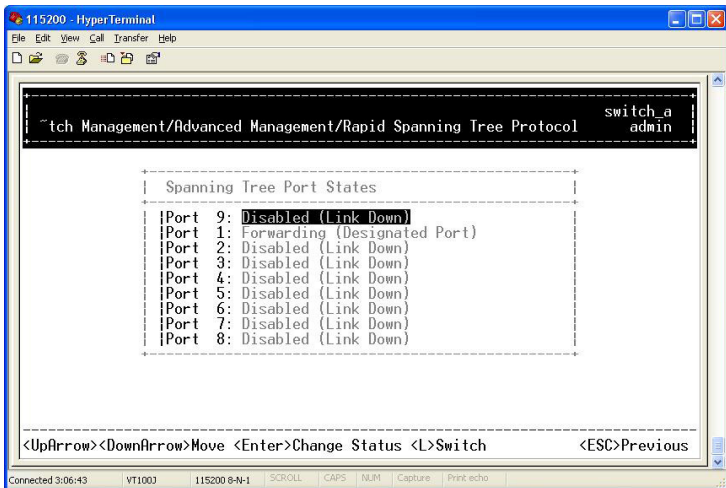 115200 - HyperTerminal
File Edit View Call Transfer Help
switch_a
~tch Management/Advanced Management/Rapid Spanning Tree Protocol admin
Spanning Tree Port States
Port 9: Disabled (Link Down)
Port 1: Forwarding (Designated Port)
Port 2: Disabled (Link Down)
Port 3: Disabled (Link Down)
Port 4: Disabled (Link Down)
Port 5: Disabled (Link Down)
Port 6: Disabled (Link Down)
Port 7: Disabled (Link Down)
Port 8: Disabled (Link Down)
<UpArrow><DownArrow>Move <Enter>Change Status <L>Switch <ESC>Previous
Connected 3:06:43 VT100J 115200 8-N-1 SCROLL CAPS NUM Capture Print echo